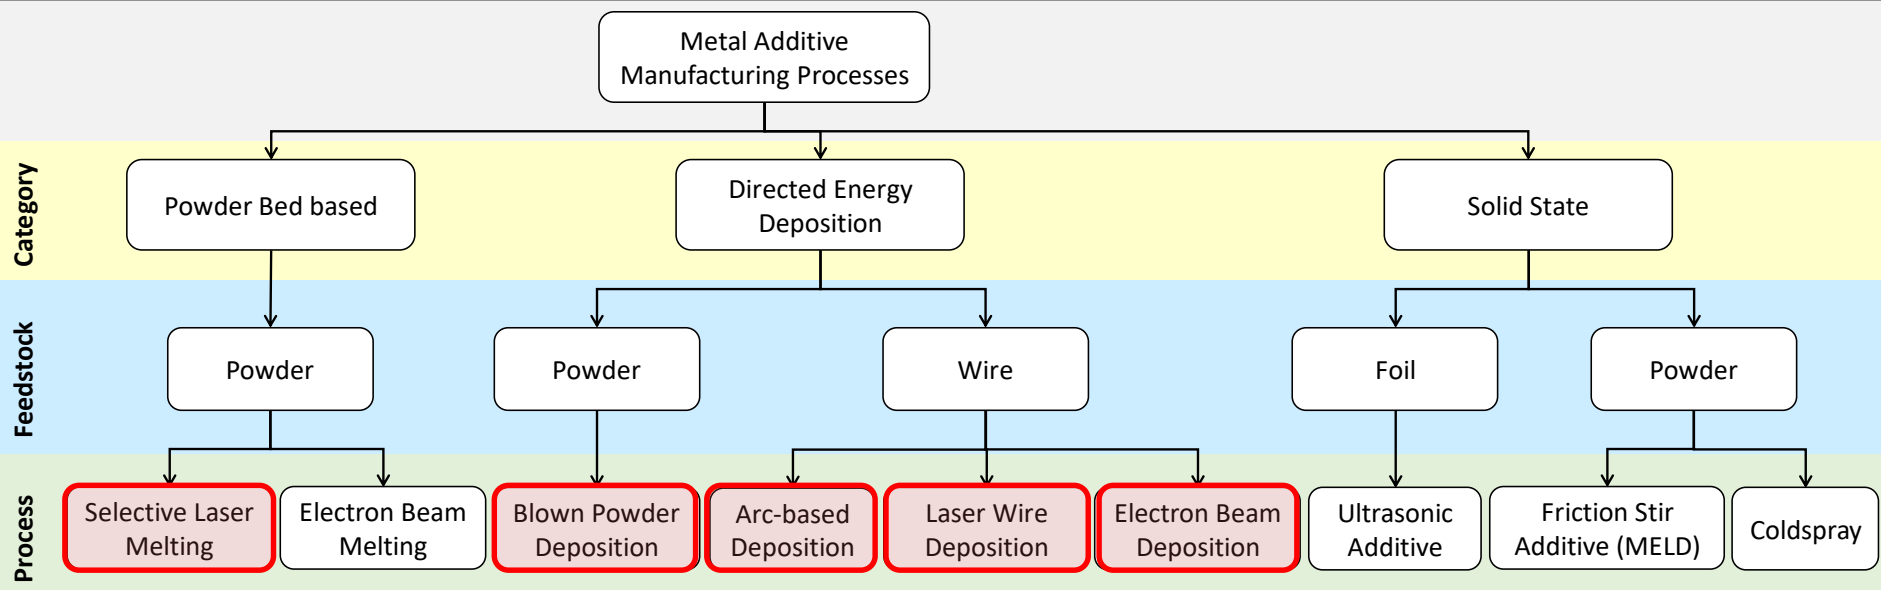 Metal Additive
Manufacturing Processes
Category
Powder Bed based
Directed Energy
Deposition
Solid State
Feedstock
Powder
Powder
Wire
Foil
Powder
Process
Selective Laser
Melting
Electron Beam
Melting
Blown Powder
Deposition
Arc-based
Deposition
Laser Wire
Deposition
Electron Beam
Deposition
Ultrasonic
Additive
Friction Stir
Additive (MELD)
Coldspray